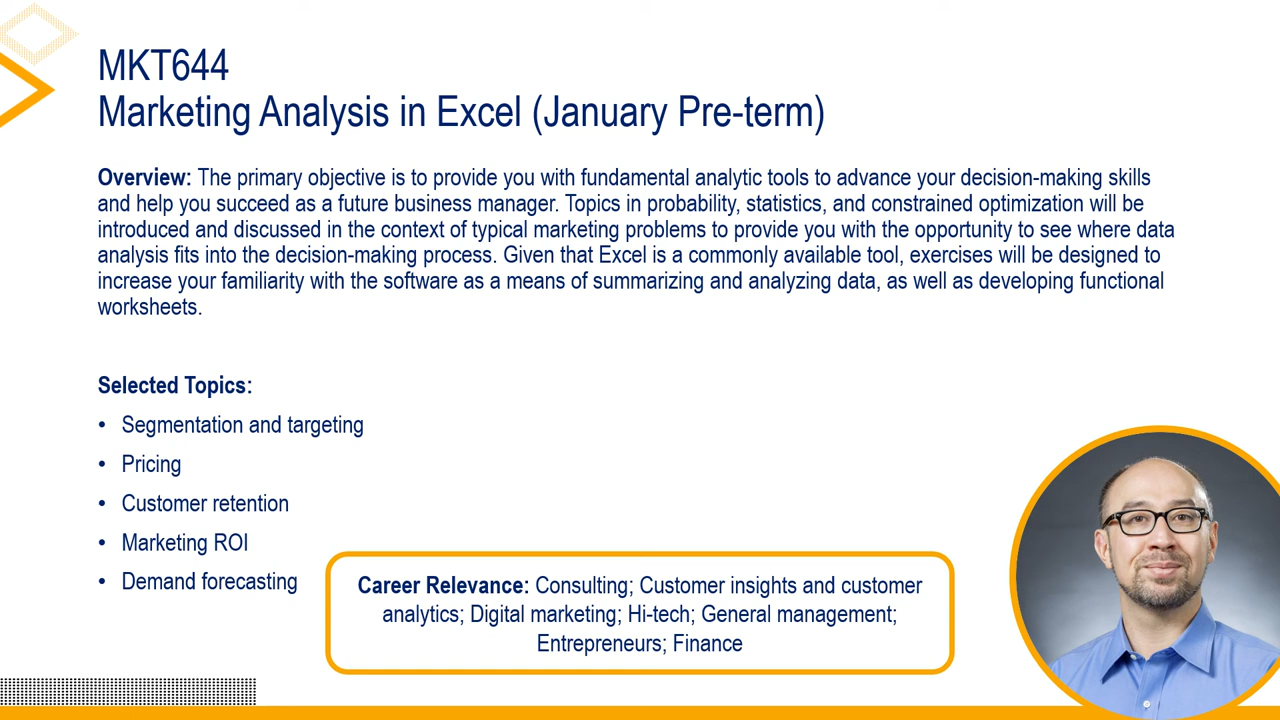 MKT644
Marketing Analysis in Excel (January Pre-term)
Overview: The primary objective is to provide you with fundamental analytic tools to advance your decision-making skills
and help you succeed as a future business manager. Topics in probability, statistics, and constrained optimization will be
introduced and discussed in the context of typical marketing problems to provide you with the opportunity to see where data
analysis fits into the decision-making process. Given that Excel is a commonly available tool, exercises will be designed to
increase your familiarity with the software as a means of summarizing and analyzing data, as well as developing functional
worksheets.
Selected Topics:
• Segmentation and targeting
• Pricing
• Customer retention
• Marketing ROI
• Demand forecasting
Career Relevance: Consulting; Customer insights and customer
analytics; Digital marketing; Hi-tech; General management;
Entrepreneurs; Finance